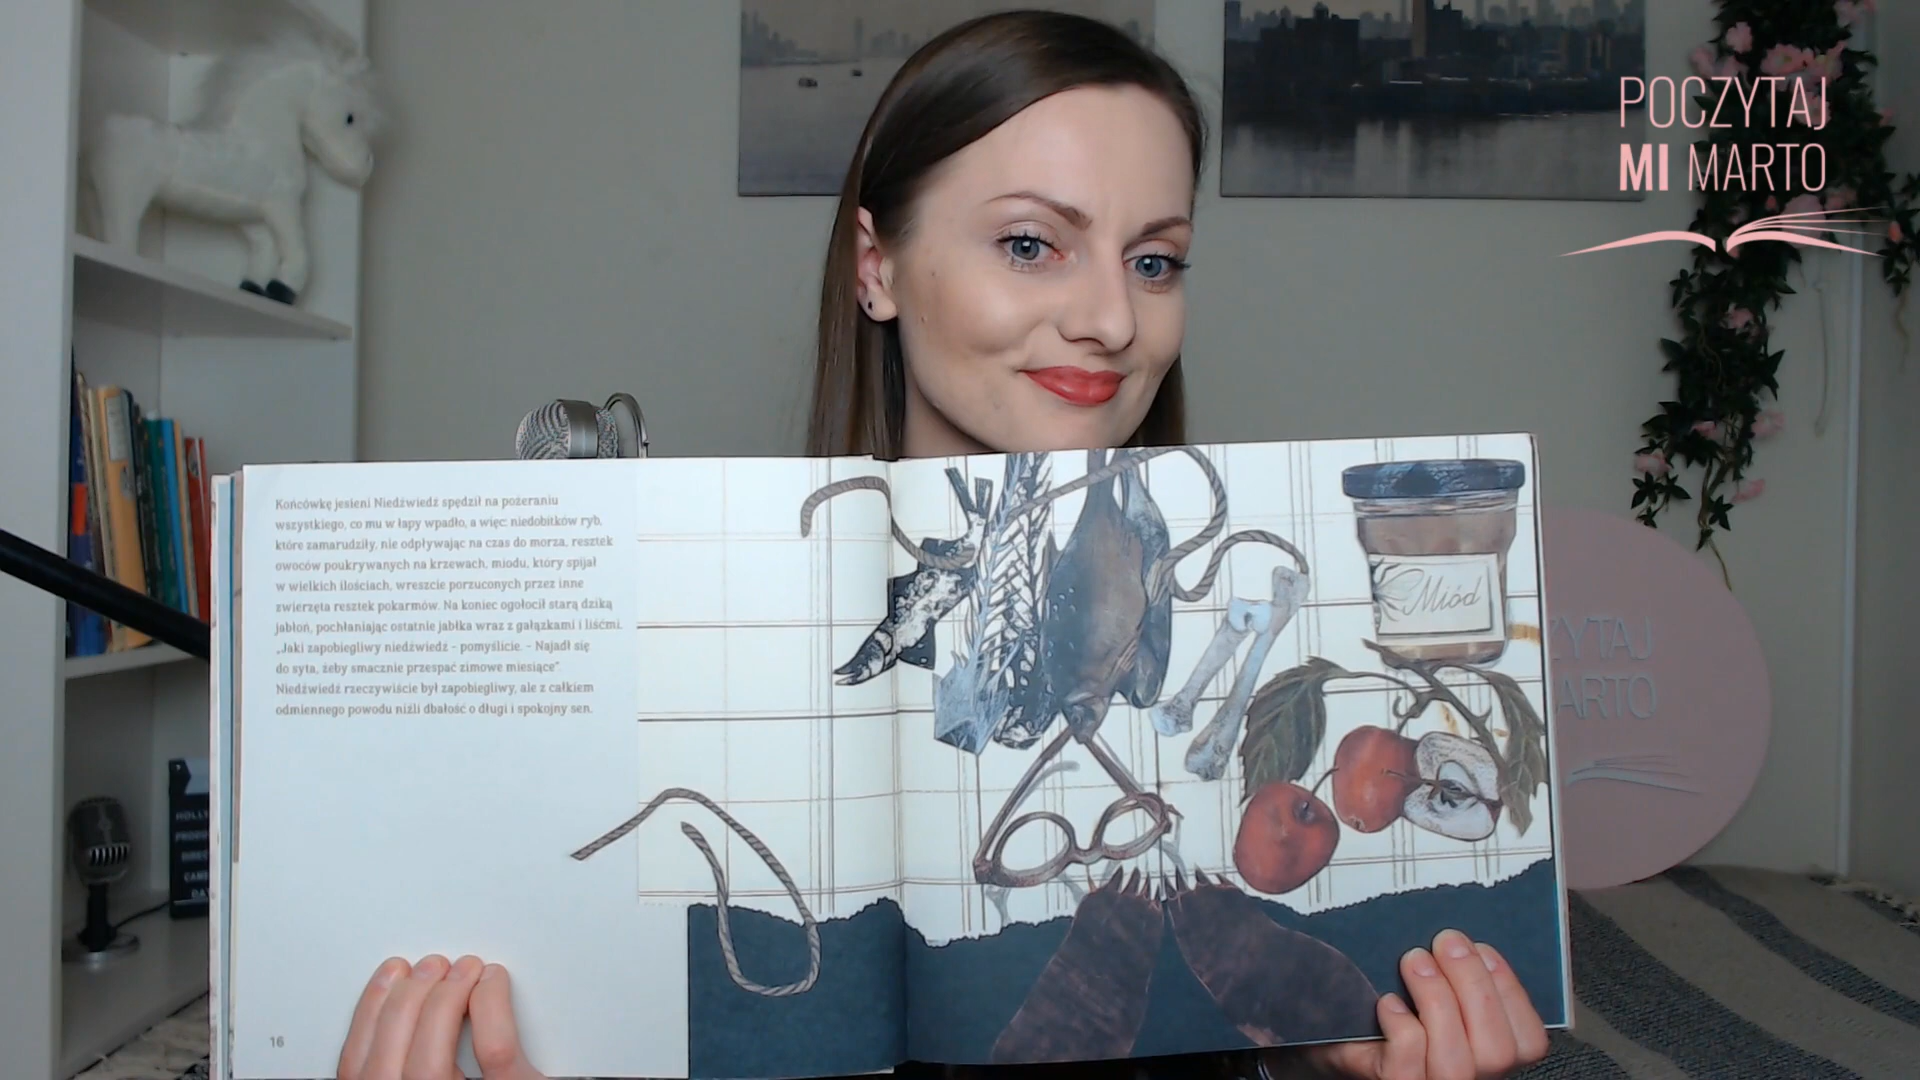 POCZYTAJ
MI MARTO
Końcówkę jesieni Niedźwiedź spędził na pożeraniu
wszystkiego, co mu w łapy wpadło, a więc: niedobitków ryb,
które zamarudziły, nie odpływając na czas do morza, resztek
owoców poukrywanych na krzewach, miodu, który spijał
w wielkich ilościach, wreszcie porzuconych przez inne
zwierzęta resztek pokarmów. Na koniec ogołocił starą dziką
jabłoń, pochłaniając ostatnie jabłka wraz z gałązkami i liśćmi.
„Jaki zapobiegliwy niedźwiedź – pomyślicie. – Najadł się
do syta, żeby smacznie przespać zimowe miesiące”.
Niedźwiedź rzeczywiście był zapobiegliwy, ale z całkiem
odmiennego powodu niźli dbałość o długi i spokojny sen.
16
Miód
ZYTAJ
ARTO